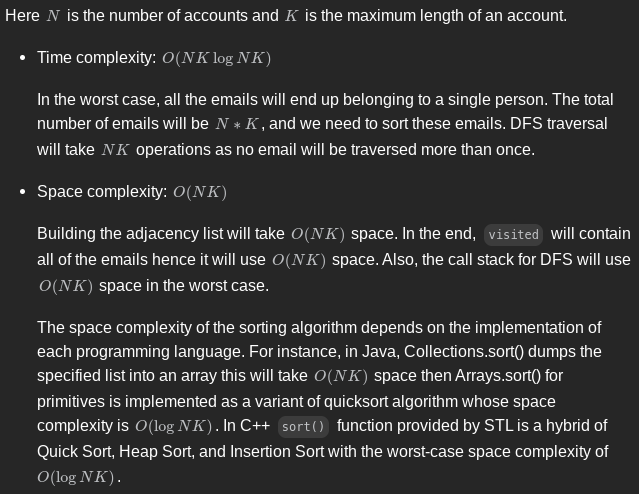 Here N is the number of accounts and K is the maximum length of an account.
• Time complexity: O(NK log NK)
In the worst case, all the emails will end up belonging to a single person. The total
number of emails will be N ∗ K, and we need to sort these emails. DFS traversal
will take NK operations as no email will be traversed more than once.
• Space complexity: O(NK)
Building the adjacency list will take O(NK) space. In the end, visited will contain
all of the emails hence it will use O(NK) space. Also, the call stack for DFS will use
O(NK) space in the worst case.
The space complexity of the sorting algorithm depends on the implementation of
each programming language. For instance, in Java, Collections.sort() dumps the
specified list into an array this will take O(NK) space then Arrays.sort() for
primitives is implemented as a variant of quicksort algorithm whose space
complexity is O(log NK). In C++ sort() function provided by STL is a hybrid of
Quick Sort, Heap Sort, and Insertion Sort with the worst-case space complexity of
O(log NK).